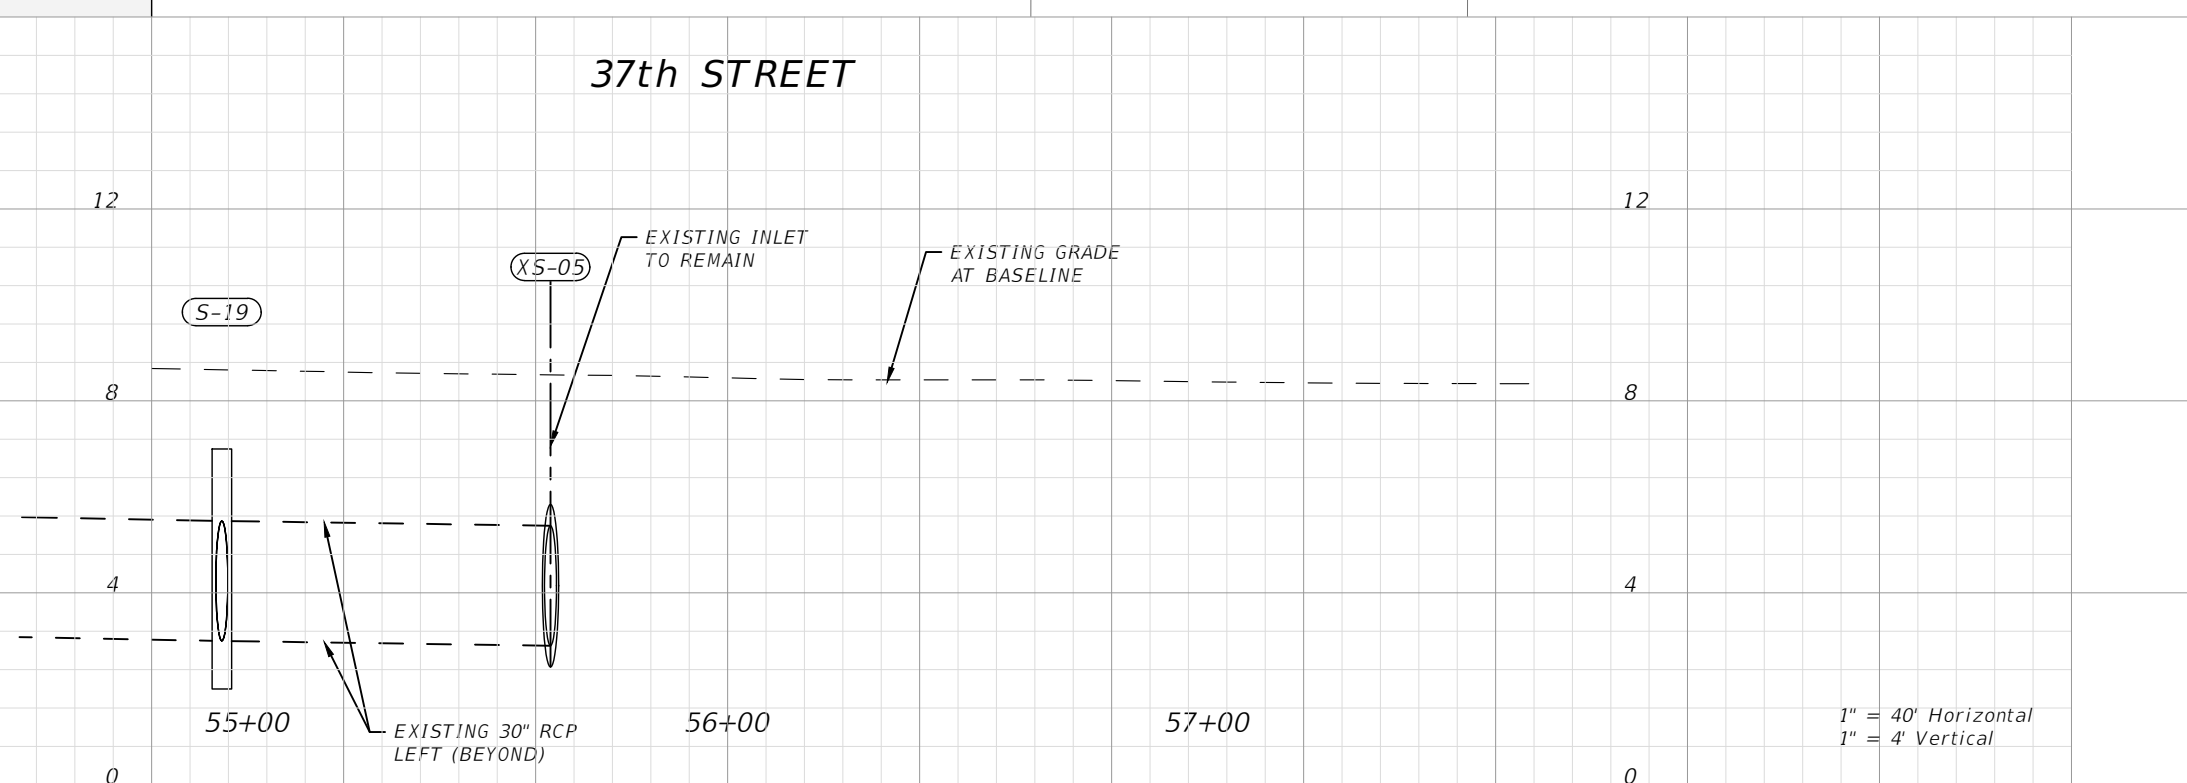 37th STREET
12
12
EXISTING INLET
TO REMAIN
EXISTING GRADE
AT BASELINE
XS-05
S-19
8
8
4
4
55+00
56+00
57+00
EXISTING 30" RCP
LEFT (BEYOND)
1" = 40' Horizontal
1" = 4' Vertical
0
0